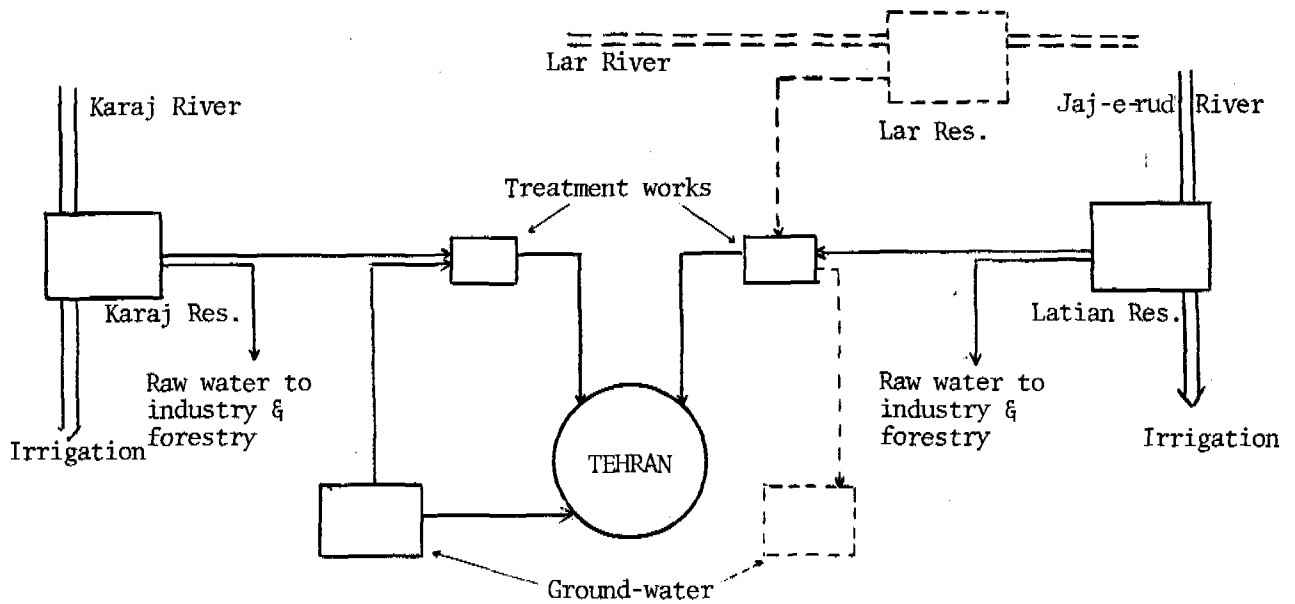 Lar River
Karaj River
Jaj-e-rud River
Lar Res.
Treatment works
Karaj Res.
Latian Res.
Raw water to
industry &
forestry
Raw water to
industry &
forestry
Irrigation
Irrigation
TEHRAN
Ground-water